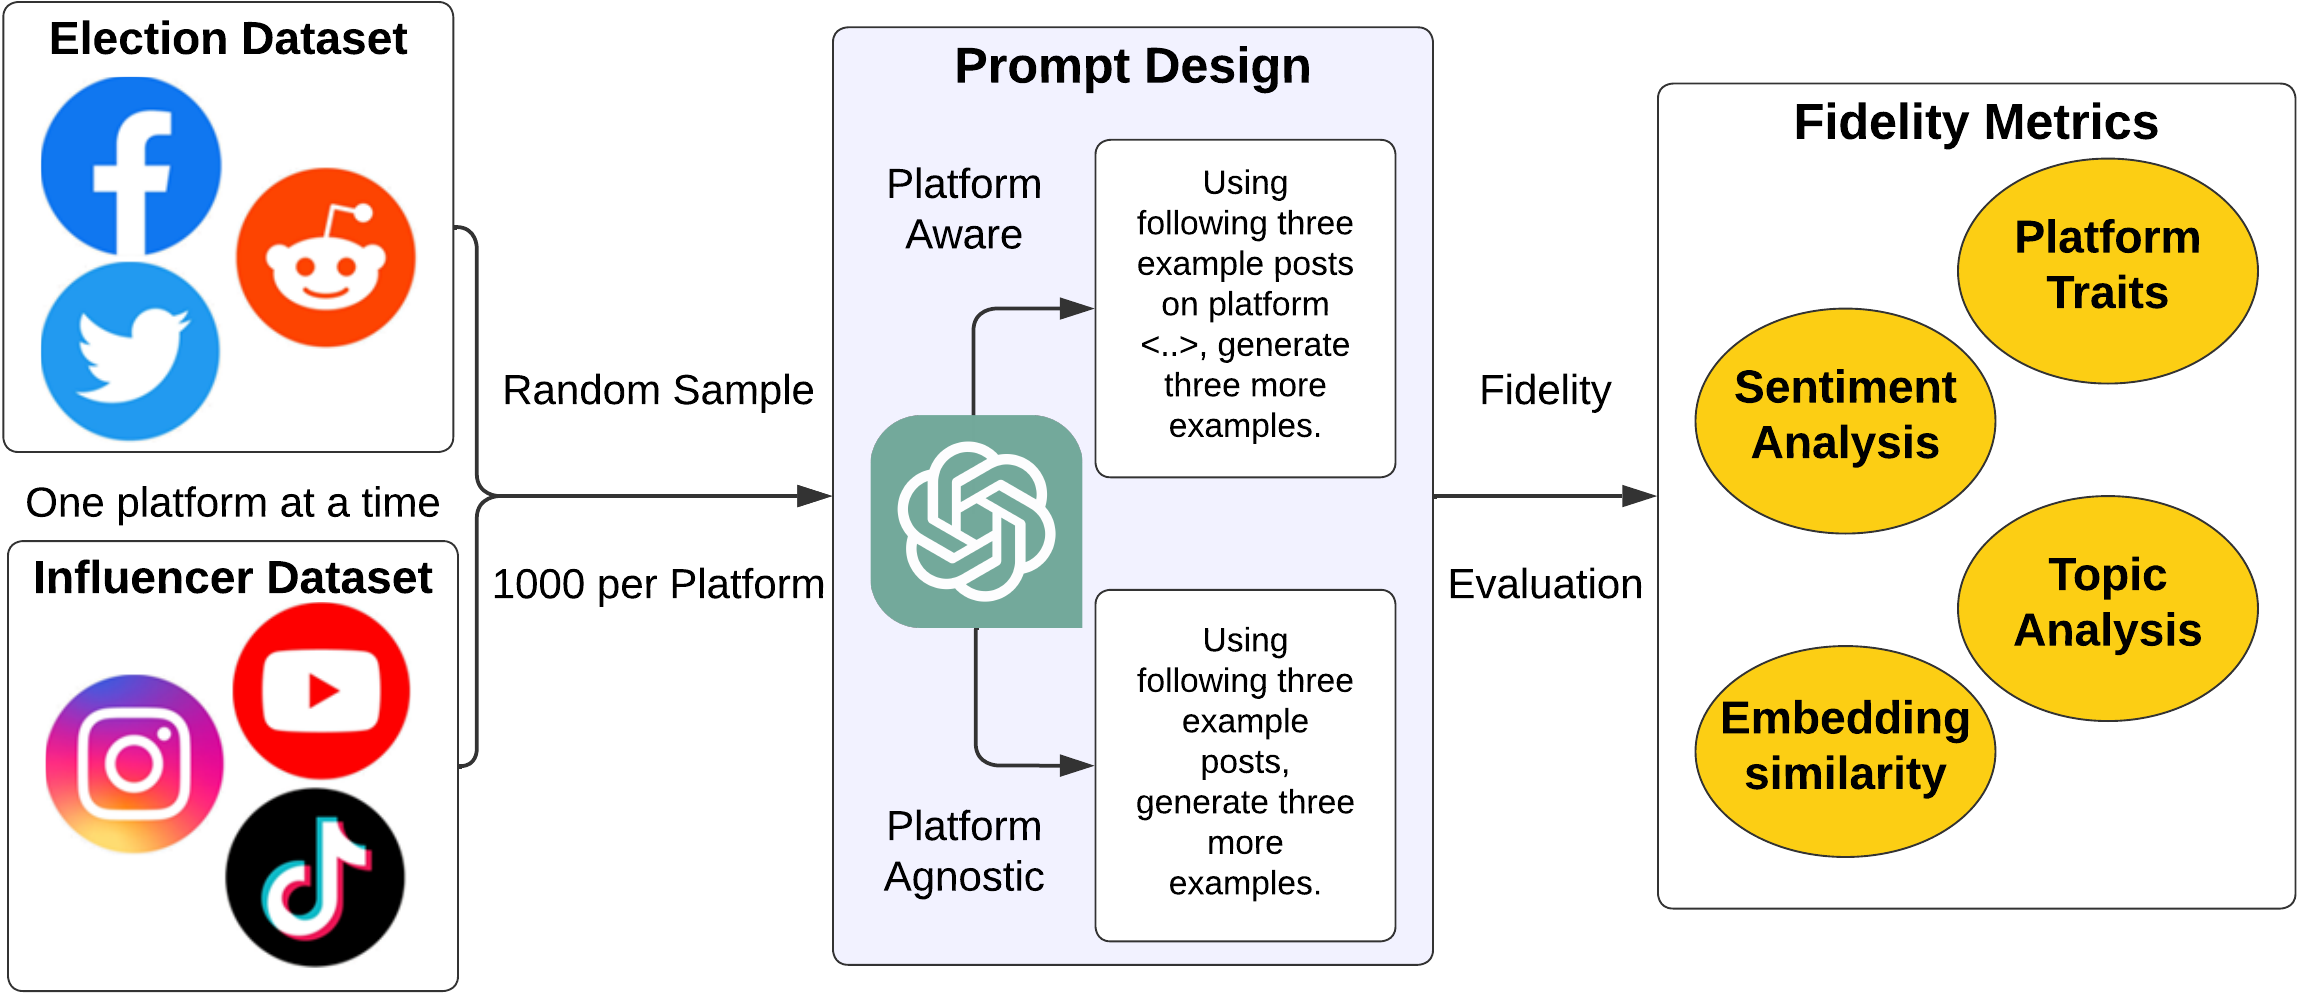 Election Dataset
One platform at a time
Influencer Dataset
Random Sample
1000 per Platform
Prompt Design
Platform
Aware
Using
following three
example posts
on platform
<..>, generate
three more
examples.
Platform
Agnostic
Using
following three
example
posts,
generate three
more
examples.
Fidelity
Evaluation
Fidelity Metrics
Platform
Traits
Sentiment
Analysis
Topic
Analysis
Embedding
similarity